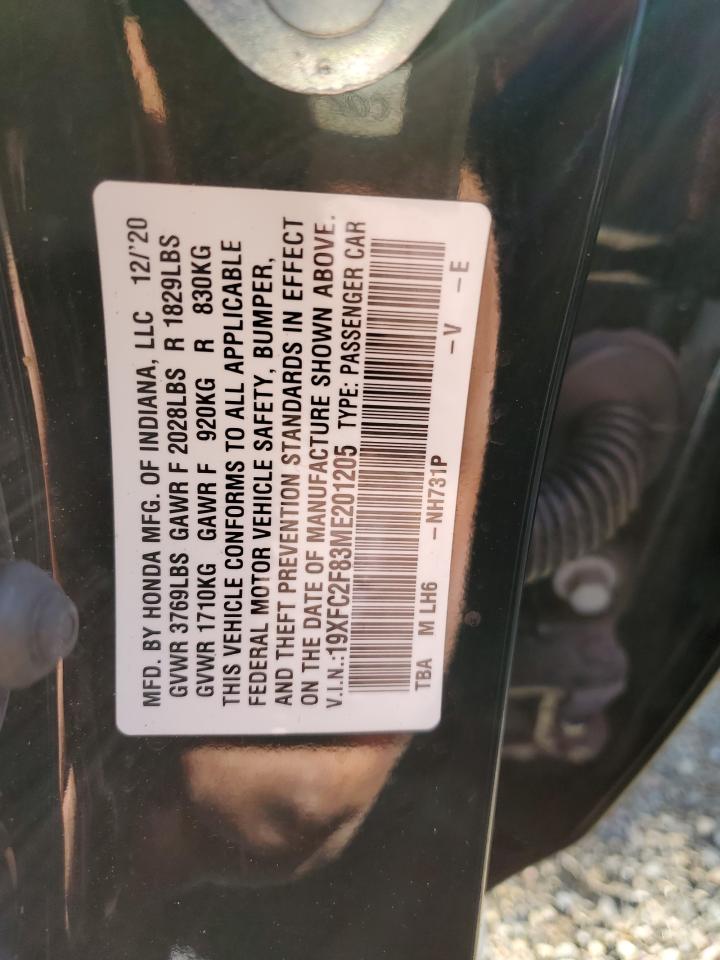 MFD. BY HONDA MFG. OF INDIANA, LLC 12/'20
GVWR 3769LBS GAWR F 2028LBS R 1829LBS
GVWR 1710KG GAWR F 920KG R 830KG
THIS VEHICLE CONFORMS TO ALL APPLICABLE
FEDERAL MOTOR VEHICLE SAFETY, BUMPER,
AND THEFT PREVENTION STANDARDS IN EFFECT
ON THE DATE OF MANUFACTURE SHOWN ABOVE.
V.I.N.:19XFC2F83ME201205 TYPE: PASSENGER CAR
TBA M LH6 -NH731P -V -E